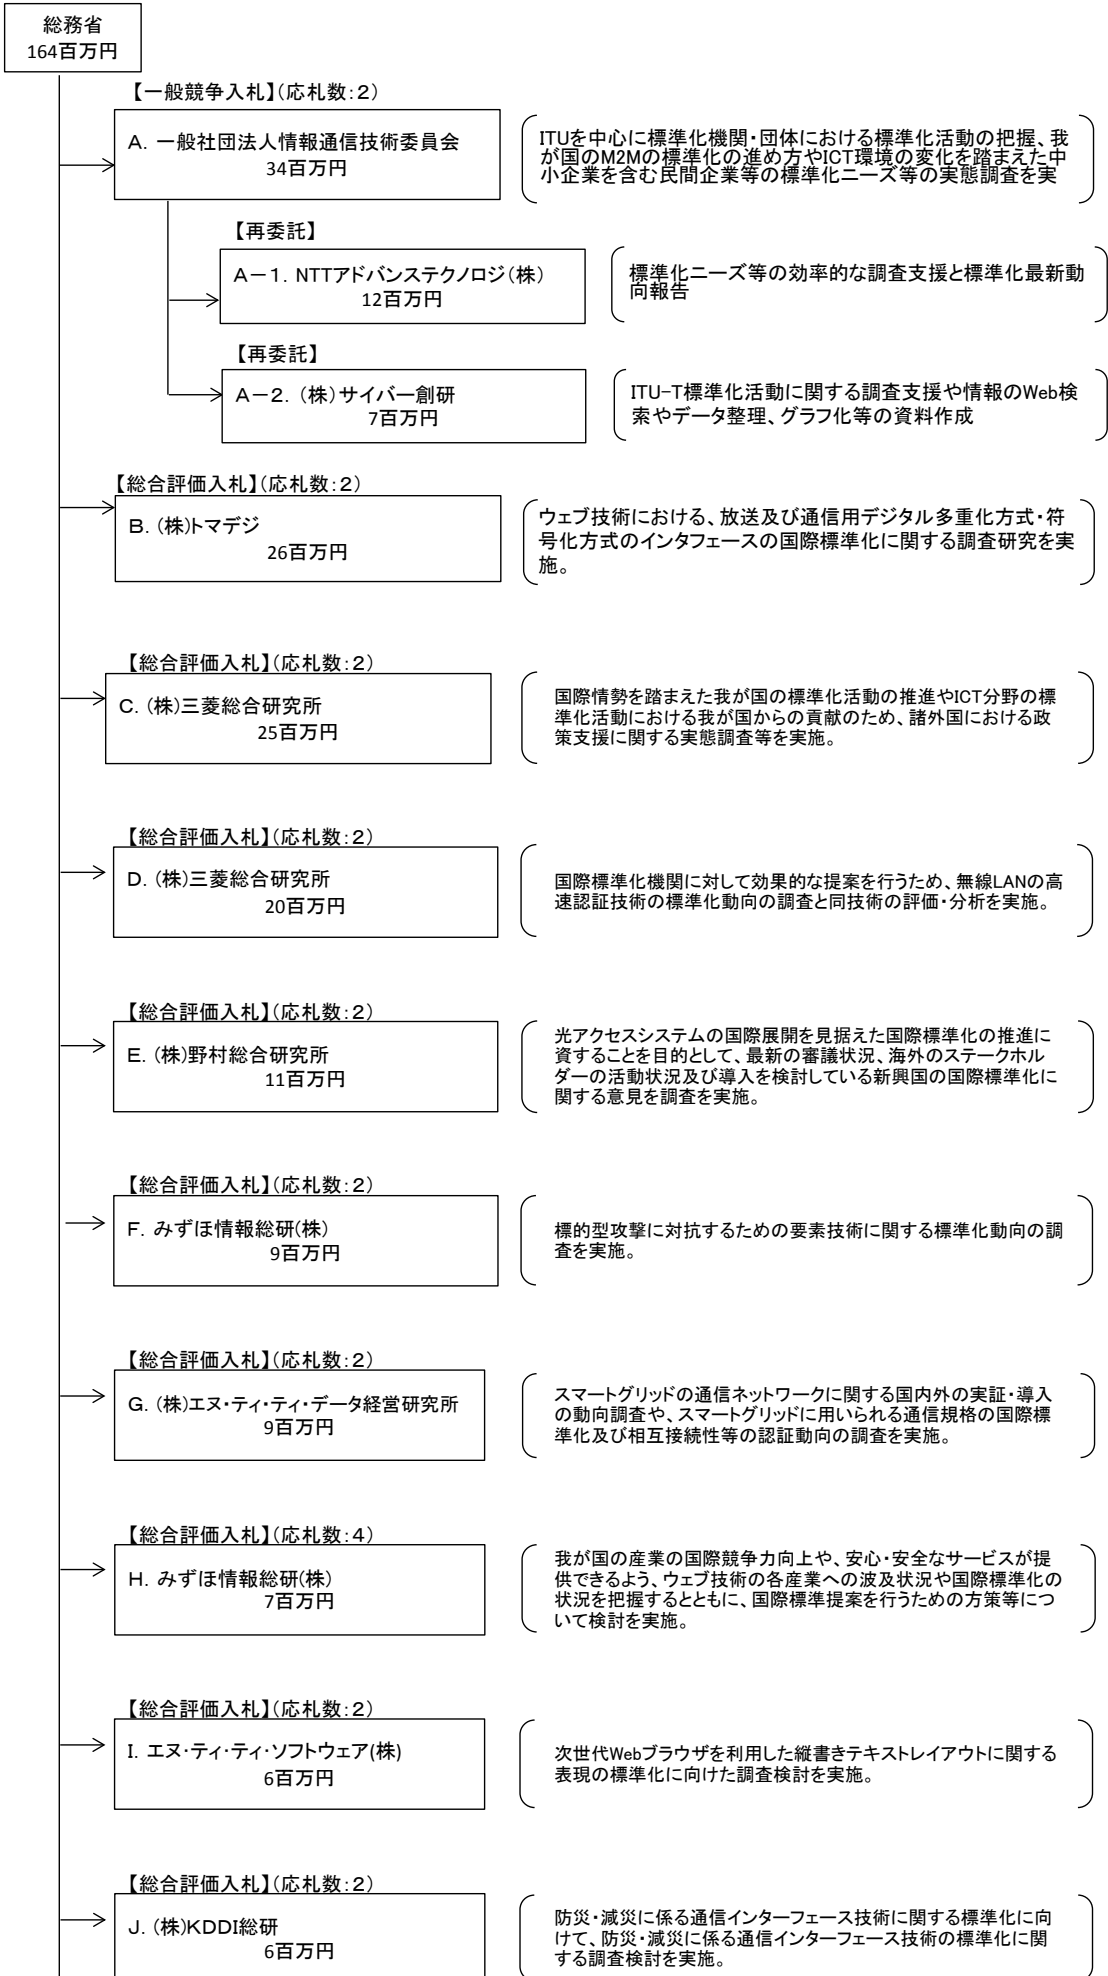 総務省
164百万円
【一般競争入札】(応札数:2)
A. 一般社団法人情報通信技術委員会
34百万円
ITUを中心に標準化機関・団体における標準化活動の把握、我
が国のM2Mの標準化の進め方やICT環境の変化を踏まえた中
小企業を含む民間企業等の標準化ニーズ等の実態調査を実
【再委託】
A-1. NTTアドバンステクノロジ(株)
12百万円
標準化ニーズ等の効率的な調査支援と標準化最新動
向報告
【再委託】
A-2. (株)サイバー創研
7百万円
ITU-T標準化活動に関する調査支援や情報のWeb検
索やデータ整理、グラフ化等の資料作成
【総合評価入札】(応札数:2)
B. (株)トマデジ
26百万円
ウェブ技術における、放送及び通信用デジタル多重化方式・符
号化方式のインタフェースの国際標準化に関する調査研究を実
施。
【総合評価入札】(応札数:2)
C. (株)三菱総合研究所
25百万円
国際情勢を踏まえた我が国の標準化活動の推進やICT分野の標
準化活動における我が国からの貢献のため、諸外国における政
策支援に関する実態調査等を実施。
【総合評価入札】(応札数:2)
D. (株)三菱総合研究所
20百万円
国際標準化機関に対して効果的な提案を行うため、無線LANの高
速認証技術の標準化動向の調査と同技術の評価・分析を実施。
【総合評価入札】(応札数:2)
E. (株)野村総合研究所
11百万円
光アクセスシステムの国際展開を見据えた国際標準化の推進に
資することを目的として、最新の審議状況、海外のステークホル
ダーの活動状況及び導入を検討している新興国の国際標準化に
関する意見を調査を実施。
【総合評価入札】(応札数:2)
F. みずほ情報総研(株)
9百万円
標的型攻撃に対抗するための要素技術に関する標準化動向の調
査を実施。
【総合評価入札】(応札数:2)
G. (株)エヌ・ティ・ティ・データ経営研究所
9百万円
スマートグリッドの通信ネットワークに関する国内外の実証・導入
の動向調査や、スマートグリッドに用いられる通信規格の国際標
準化及び相互接続性等の認証動向の調査を実施。
【総合評価入札】(応札数:4)
H. みずほ情報総研(株)
7百万円
我が国の産業の国際競争力向上や、安心・安全なサービスが提
供できるよう、ウェブ技術の各産業への波及状況や国際標準化の
状況を把握するとともに、国際標準提案を行うための方策等につ
いて検討を実施。
【総合評価入札】(応札数:2)
I. エヌ・ティ・ティ・ソフトウェア(株)
6百万円
次世代Webブラウザを利用した縦書きテキストレイアウトに関する
表現の標準化に向けた調査検討を実施。
【総合評価入札】(応札数:2)
J. (株)KDDI総研
6百万円
防災・減災に係る通信インターフェース技術に関する標準化に向
けて、防災・減災に係る通信インターフェース技術の標準化に関
する調査検討を実施。